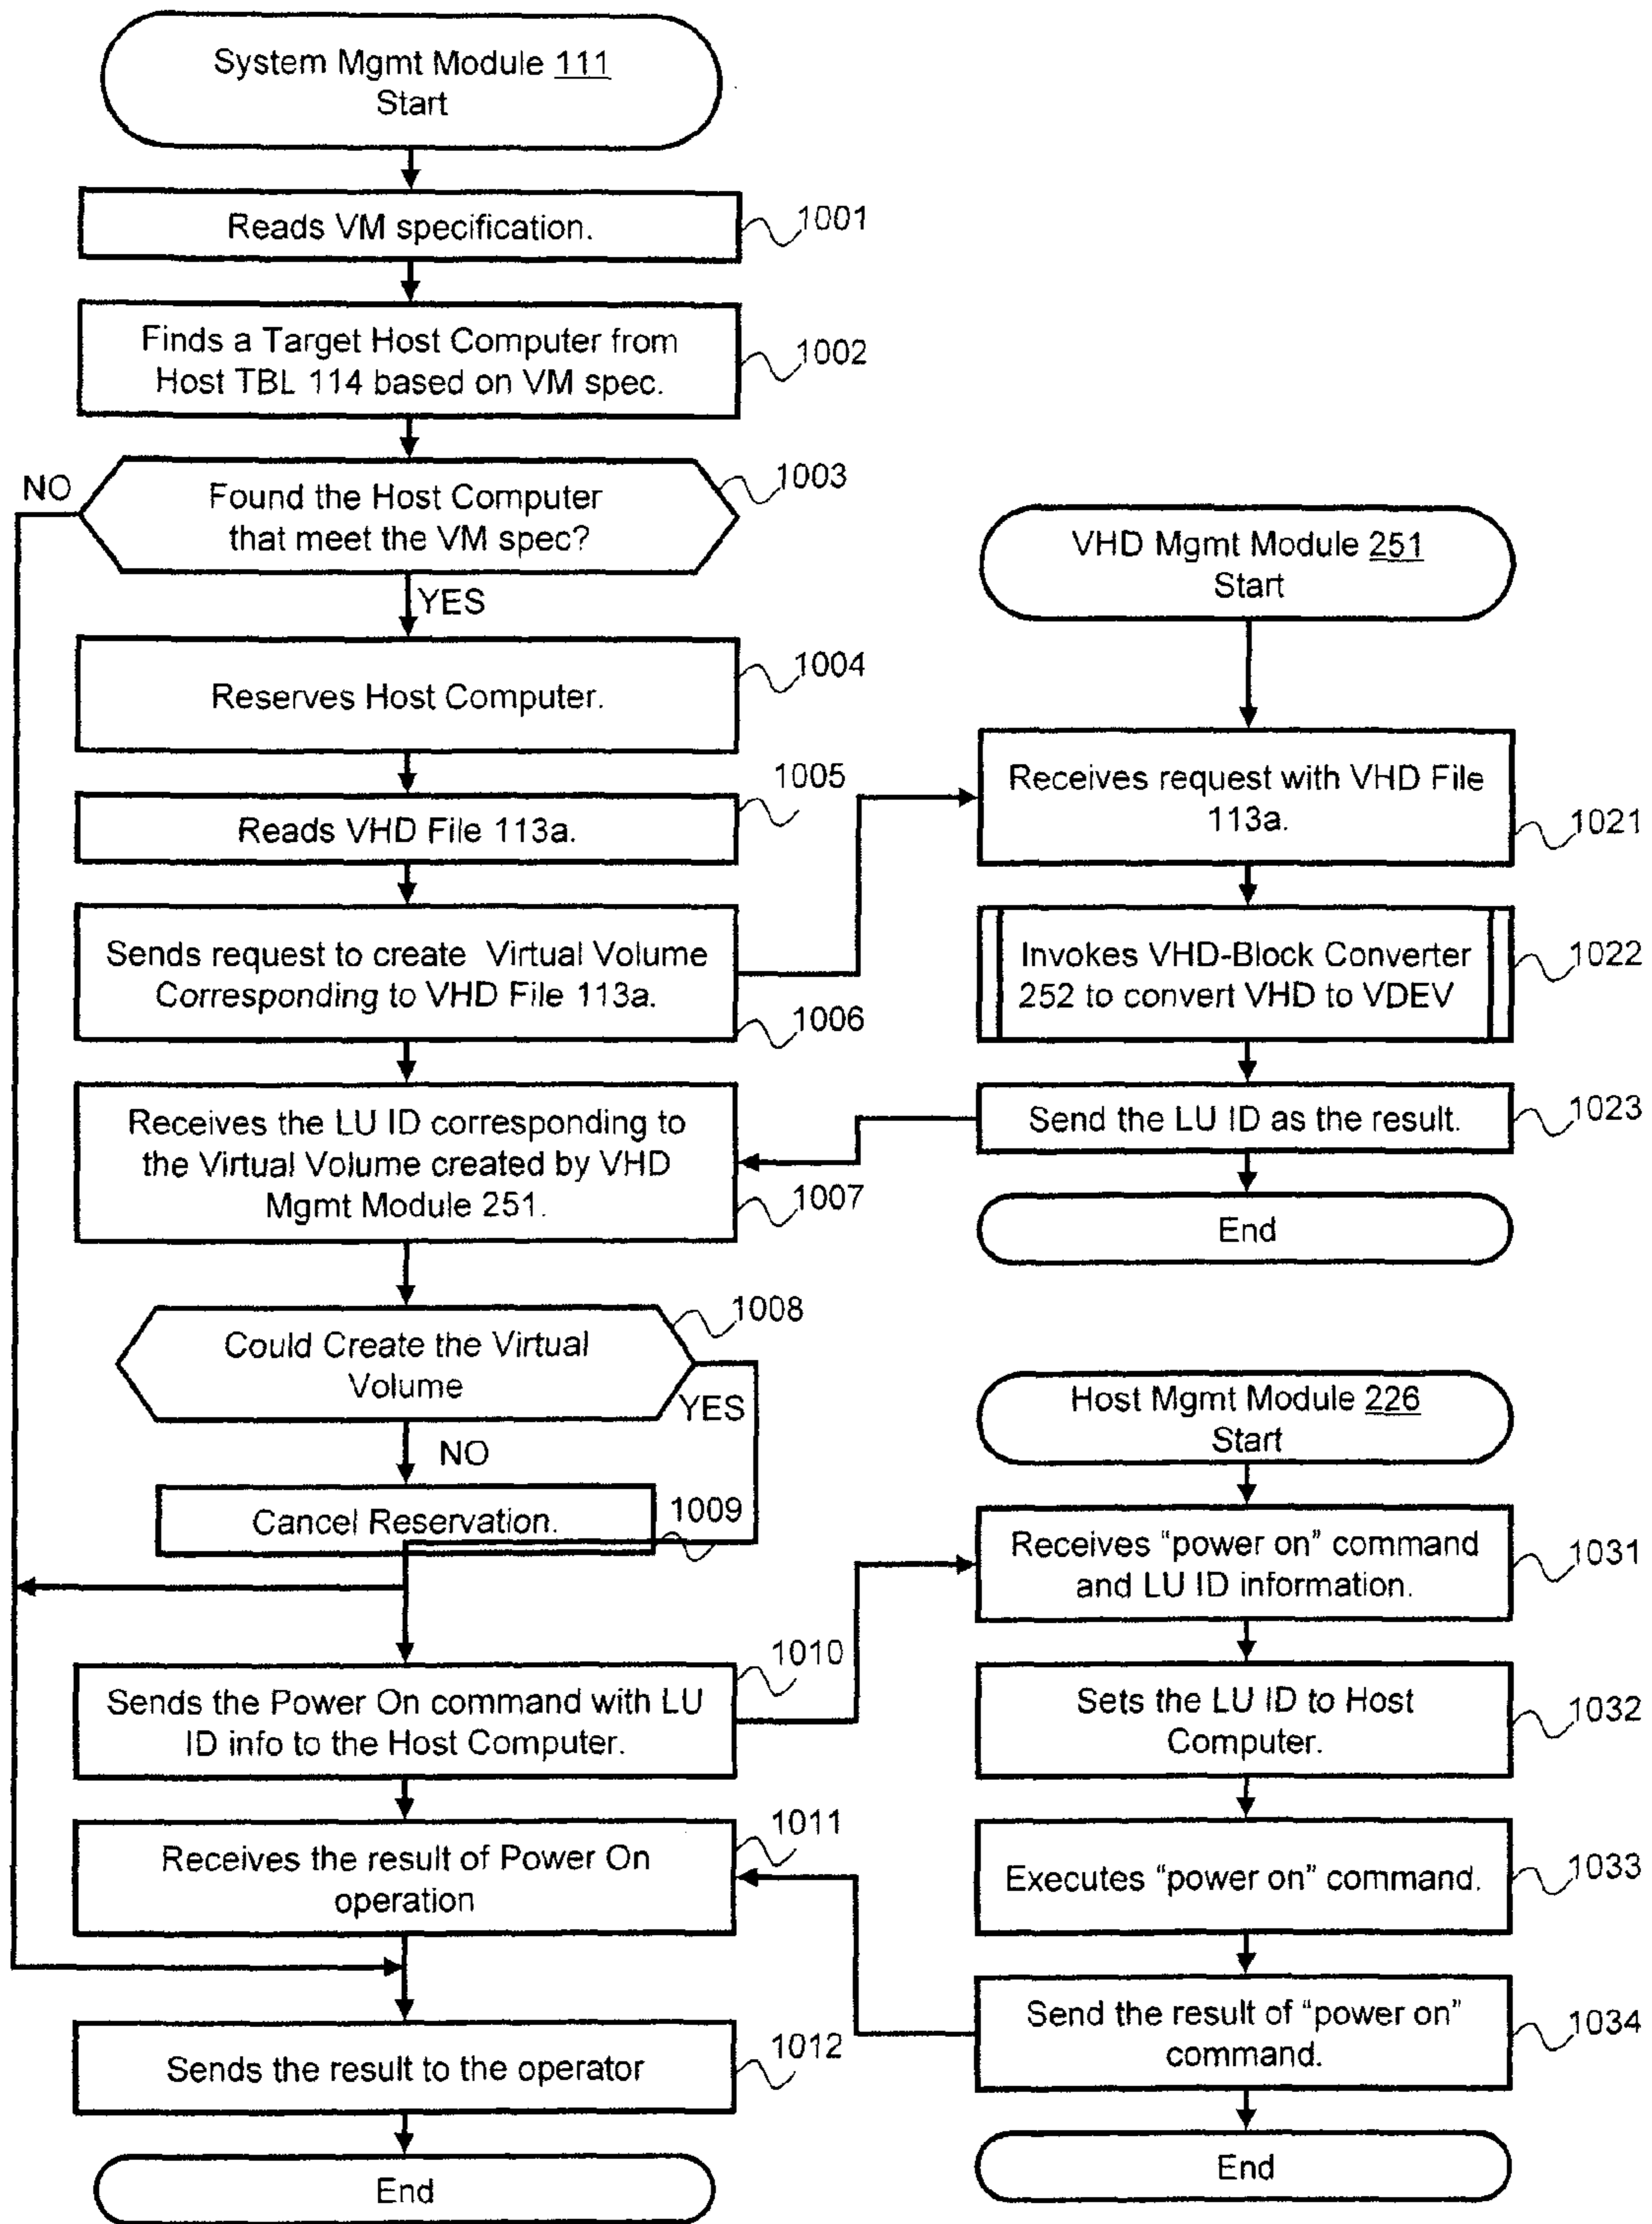 System Mgmt Module 111
Start
Reads VM specification.
1001
Finds a Target Host Computer from
Host TBL 114 based on VM spec.
1002
NO
Found the Host Computer
that meet the VM spec?
1003
YES
Reserves Host Computer.
1004
Reads VHD File 113a.
1005
Sends request to create Virtual Volume
Corresponding to VHD File 113a.
1006
Receives the LU ID corresponding to
the Virtual Volume created by VHD
Mgmt Module 251.
1007
Could Create the Virtual
Volume
1008
YES
NO
Cancel Reservation.
1009
Sends the Power On command with LU
ID info to the Host Computer.
1010
Receives the result of Power On
operation
1011
Sends the result to the operator
1012
End
VHD Mgmt Module 251
Start
Receives request with VHD File
113a.
1021
Invokes VHD-Block Converter
252 to convert VHD to VDEV
1022
Send the LU ID as the result.
1023
End
Host Mgmt Module 226
Start
Receives “power on” command
and LU ID information.
1031
Sets the LU ID to Host
Computer.
1032
Executes “power on” command.
1033
Send the result of “power on”
command.
1034
End